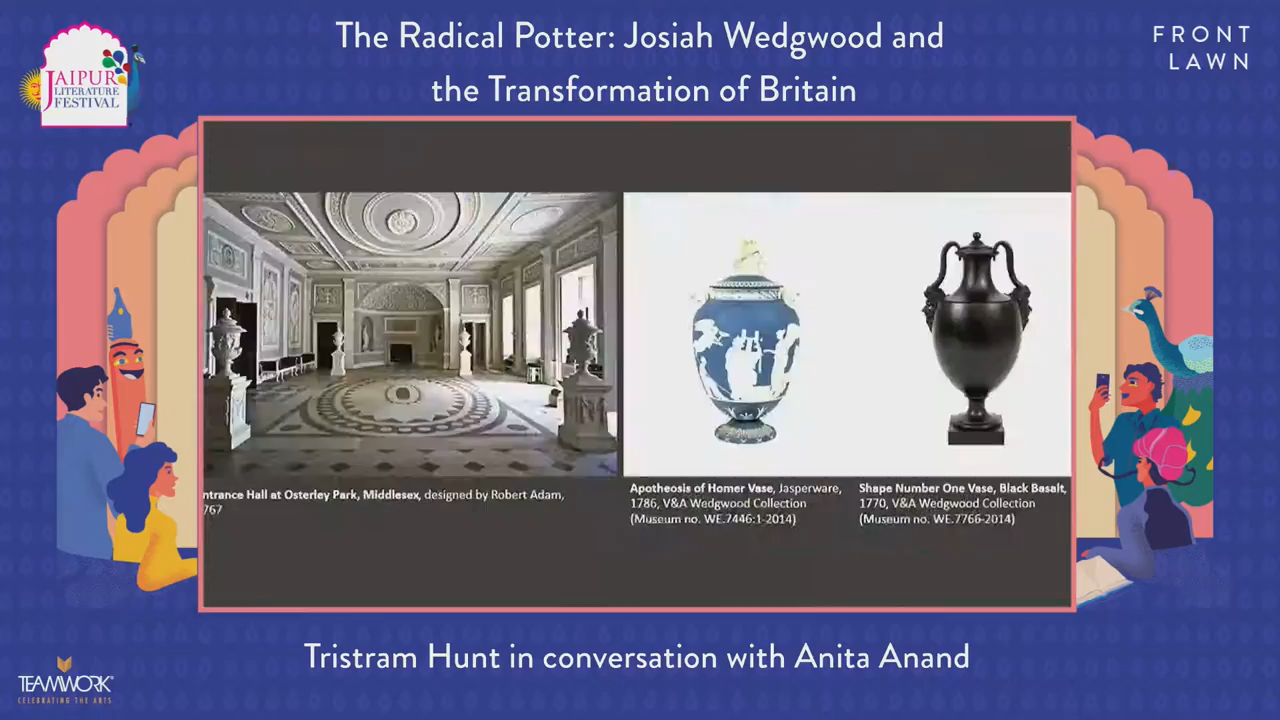 The Radical Potter: Josiah Wedgwood and
the Transformation of Britain
FRONT
LAWN
JAIPUR
LITERATURE
FESTIVAL
ntrance Hall at Osterley Park, Middlesex, designed by Robert Adam,
767
Apotheosis of Homer Vase, Jasperware,
1786, V&A Wedgwood Collection
(Museum no. WE.7446:1-2014)
Shape Number One Vase, Black Basalt,
1770, V&A Wedgwood Collection
(Museum no. WE.7766-2014)
Tristram Hunt in conversation with Anita Anand
TEAMWORK
CELEBRATING THE ARTS